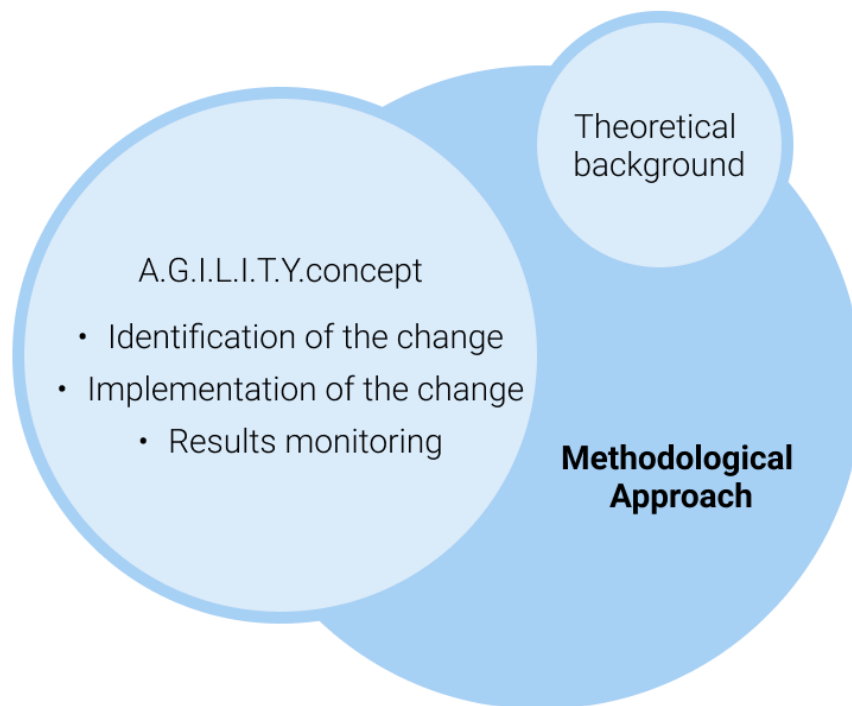 Theoretical
background
A.G.I.L.I.T.Y.concept
• Identification of the change
• Implementation of the change
• Results monitoring
Methodological
Approach